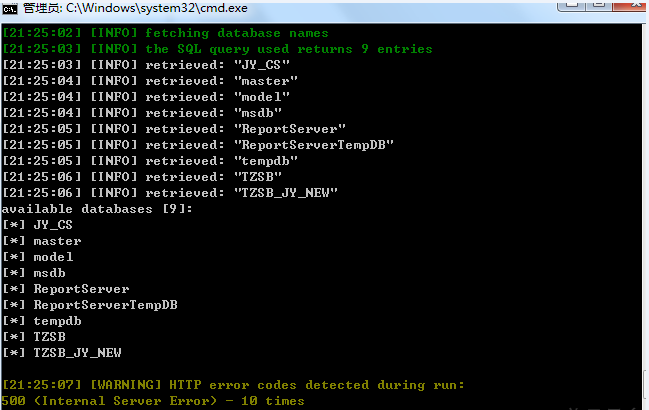 管理员: C:\Windows\system32\cmd.exe
[21:25:02] [INFO] fetching database names
[21:25:03] [INFO] the SQL query used returns 9 entries
[21:25:03] [INFO] retrieved: "JY_CS"
[21:25:04] [INFO] retrieved: "master"
[21:25:04] [INFO] retrieved: "model"
[21:25:04] [INFO] retrieved: "msdb"
[21:25:05] [INFO] retrieved: "ReportServer"
[21:25:05] [INFO] retrieved: "ReportServerTempDB"
[21:25:05] [INFO] retrieved: "tempdb"
[21:25:06] [INFO] retrieved: "TZSB"
[21:25:06] [INFO] retrieved: "TZSB_JY_NEW"
available databases [9]:
[*] JY_CS
[*] master
[*] model
[*] msdb
[*] ReportServer
[*] ReportServerTempDB
[*] tempdb
[*] TZSB
[*] TZSB_JY_NEW
[21:25:07] [WARNING] HTTP error codes detected during run:
500 (Internal Server Error) - 10 times